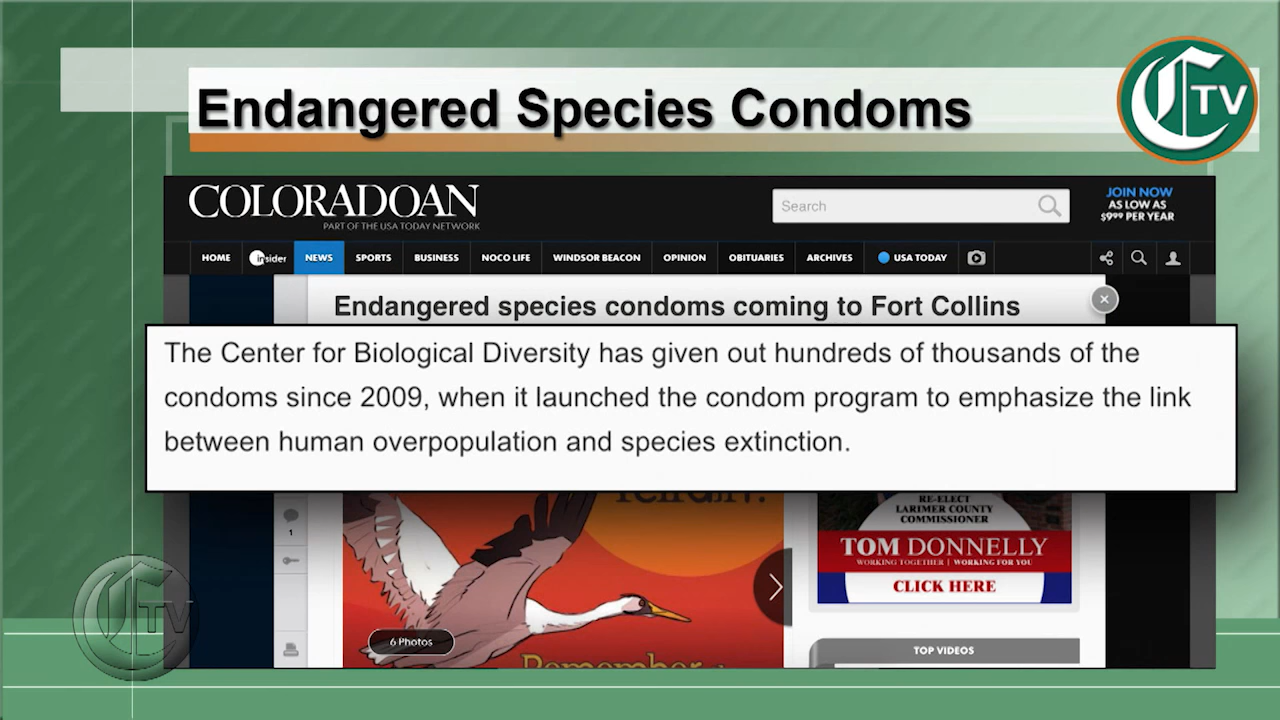 Endangered Species Condoms
CTV
COLORADOAN
PART OF THE USA TODAY NETWORK
Search
JOIN NOW
AS LOW AS
$9⁹⁹ PER YEAR
HOME insider NEWS SPORTS BUSINESS NOCO LIFE WINDSOR BEACON OPINION OBITUARIES ARCHIVES USA TODAY
Endangered species condoms coming to Fort Collins
The Center for Biological Diversity has given out hundreds of thousands of the
condoms since 2009, when it launched the condom program to emphasize the link
between human overpopulation and species extinction.
RE-ELECT
LARIMER COUNTY
COMMISSIONER
1
TOM DONNELLY
WORKING TOGETHER | WORKING FOR YOU
CLICK HERE
CTV
6 Photos
Remember
TOP VIDEOS